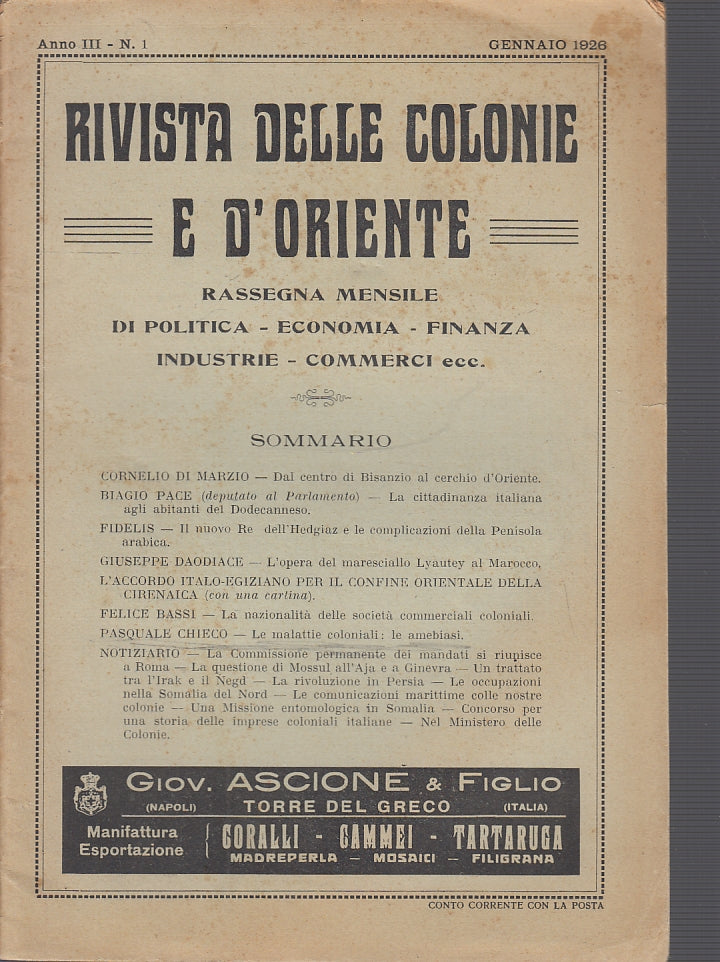 Anno III - N. 1
GENNAIO 1926
RIVISTA DELLE COLONIE
E D'ORIENTE
RASSEGNA MENSILE
DI POLITICA - ECONOMIA - FINANZA
INDUSTRIE - COMMERCI ecc.
SOMMARIO
CORNELIO DI MARZIO — Dal centro di Bisanzio al cerchio d'Oriente.
BIAGIO PACE (deputato al Parlamento) — La cittadinanza italiana
agli abitanti del Dodecanneso.
FIDELIS — Il nuovo Re dell'Hedgiaz e le complicazioni della Penisola
arabica.
GIUSEPPE DAODIACE — L'opera del maresciallo Lyautey al Marocco,
L'ACCORDO ITALO-EGIZIANO PER IL CONFINE ORIENTALE DELLA
CIRENAICA (con una cartina).
FELICE BASSI — La nazionalità delle società commerciali coloniali.
PASQUALE CHIECO — Le malattie coloniali: le amebiasi.
NOTIZIARIO — La Commissione permanente dei mandati si riunisce
a Roma — La questione di Mossul all'Aja e a Ginevra — Un trattato
tra l'Irak e il Negd — La rivoluzione in Persia — Le occupazioni
nella Somalia del Nord — Le comunicazioni marittime colle nostre
colonie — Una Missione entomologica in Somalia — Concorso per
una storia delle imprese coloniali italiane — Nel Ministero delle
Colonie.
GIOV. ASCIONE & FIGLIO
(NAPOLI) TORRE DEL GRECO (ITALIA)
Manifattura
Esportazione
CORALLI - CAMMEI - TARTARUGA
MADREPERLA - MOSAICI - FILIGRANA
CONTO CORRENTE CON LA POSTA